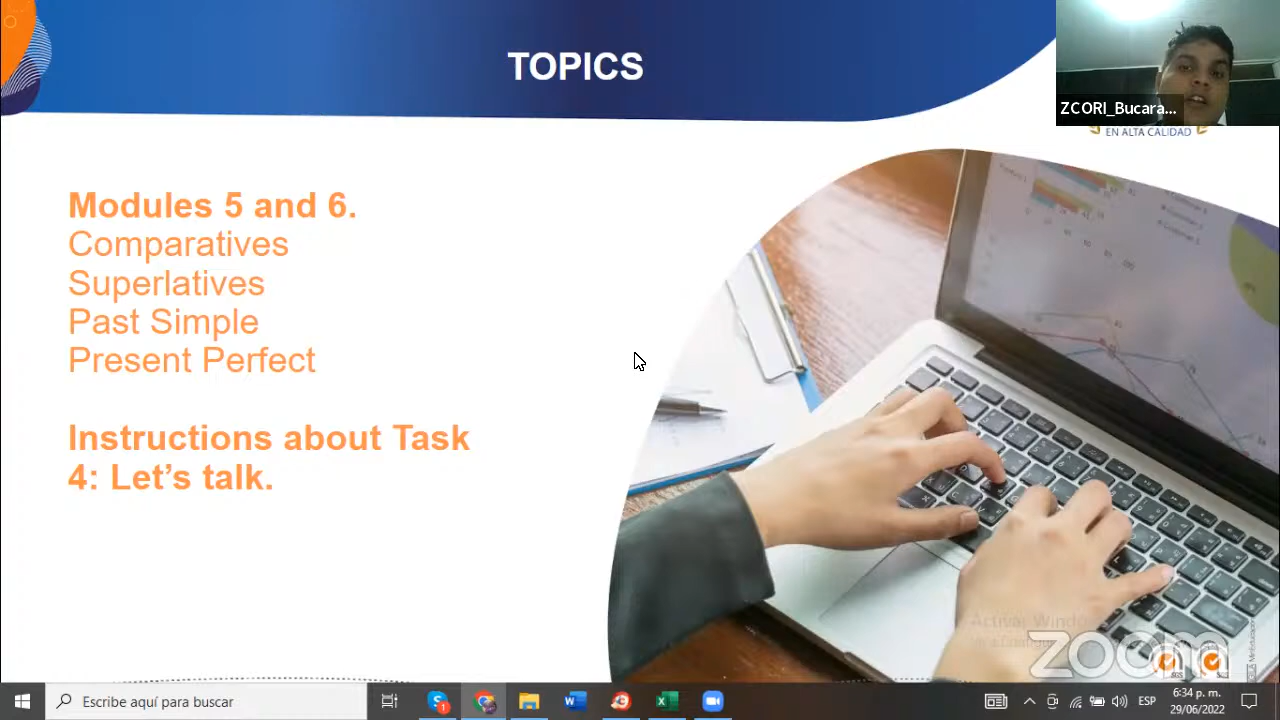 TOPICS
ZCORI_Bucara...
EN ALTA CALIDAD
Modules 5 and 6.
Comparatives
Superlatives
Past Simple
Present Perfect
Instructions about Task
4: Let's talk.
zoom
Escribe aquí para buscar
ESP
6:34 p. m.
29/06/2022